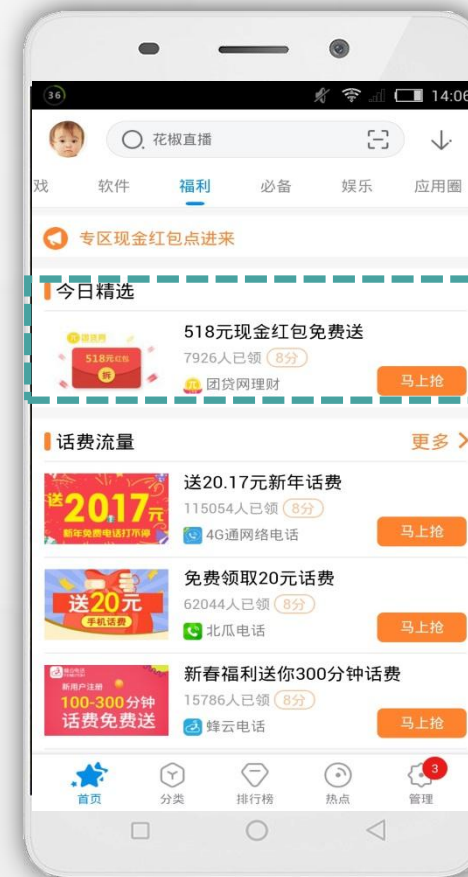 36
14:06
花椒直播
戏 软件 福利 必备 娱乐 应用圈
专区现金红包点进来
今日精选
团贷网
518元红包
拆
518元现金红包免费送
7926人已领 8分
团贷网理财
马上抢
话费流量
更多
送20.17元
新年免费电话打不停
送20.17元新年话费
115054人已领 8分
4G通网络电话
马上抢
送20元
手机话费
免费领取20元话费
62044人已领 8分
北瓜电话
马上抢
新用户注册
100-300分钟
话费免费送
新春福利送你300分钟话费
15786人已领 8分
蜂云电话
马上抢
3
首页 分类 排行榜 热点 管理